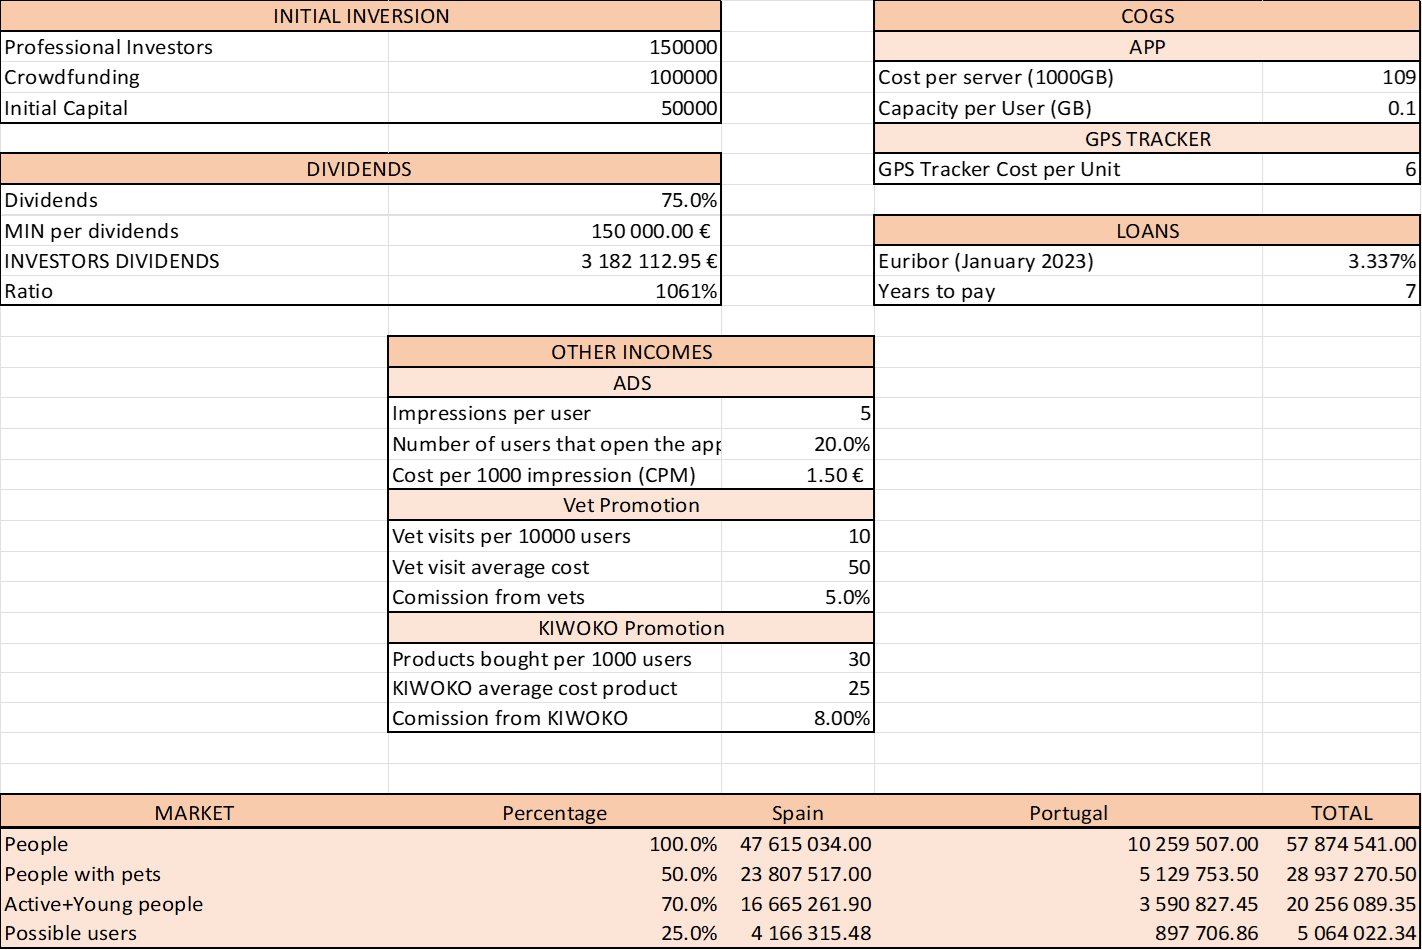 INITIAL INVERSION
Professional Investors 150000
Crowdfunding 100000
Initial Capital 50000
COGS
APP
Cost per server (1000GB) 109
Capacity per User (GB) 0.1
GPS TRACKER
GPS Tracker Cost per Unit 6
DIVIDENDS
Dividends 75.0%
MIN per dividends 150 000.00 €
INVESTORS DIVIDENDS 3 182 112.95 €
Ratio 1061%
LOANS
Euribor (January 2023) 3.337%
Years to pay 7
OTHER INCOMES
ADS
Impressions per user 5
Number of users that open the app 20.0%
Cost per 1000 impression (CPM) 1.50 €
Vet Promotion
Vet visits per 10000 users 10
Vet visit average cost 50
Comission from vets 5.0%
KIWOKO Promotion
Products bought per 1000 users 30
KIWOKO average cost product 25
Comission from KIWOKO 8.00%
MARKET Percentage Spain Portugal TOTAL
People 100.0% 47 615 034.00 10 259 507.00 57 874 541.00
People with pets 50.0% 23 807 517.00 5 129 753.50 28 937 270.50
Active+Young people 70.0% 16 665 261.90 3 590 827.45 20 256 089.35
Possible users 25.0% 4 166 315.48 897 706.86 5 064 022.34